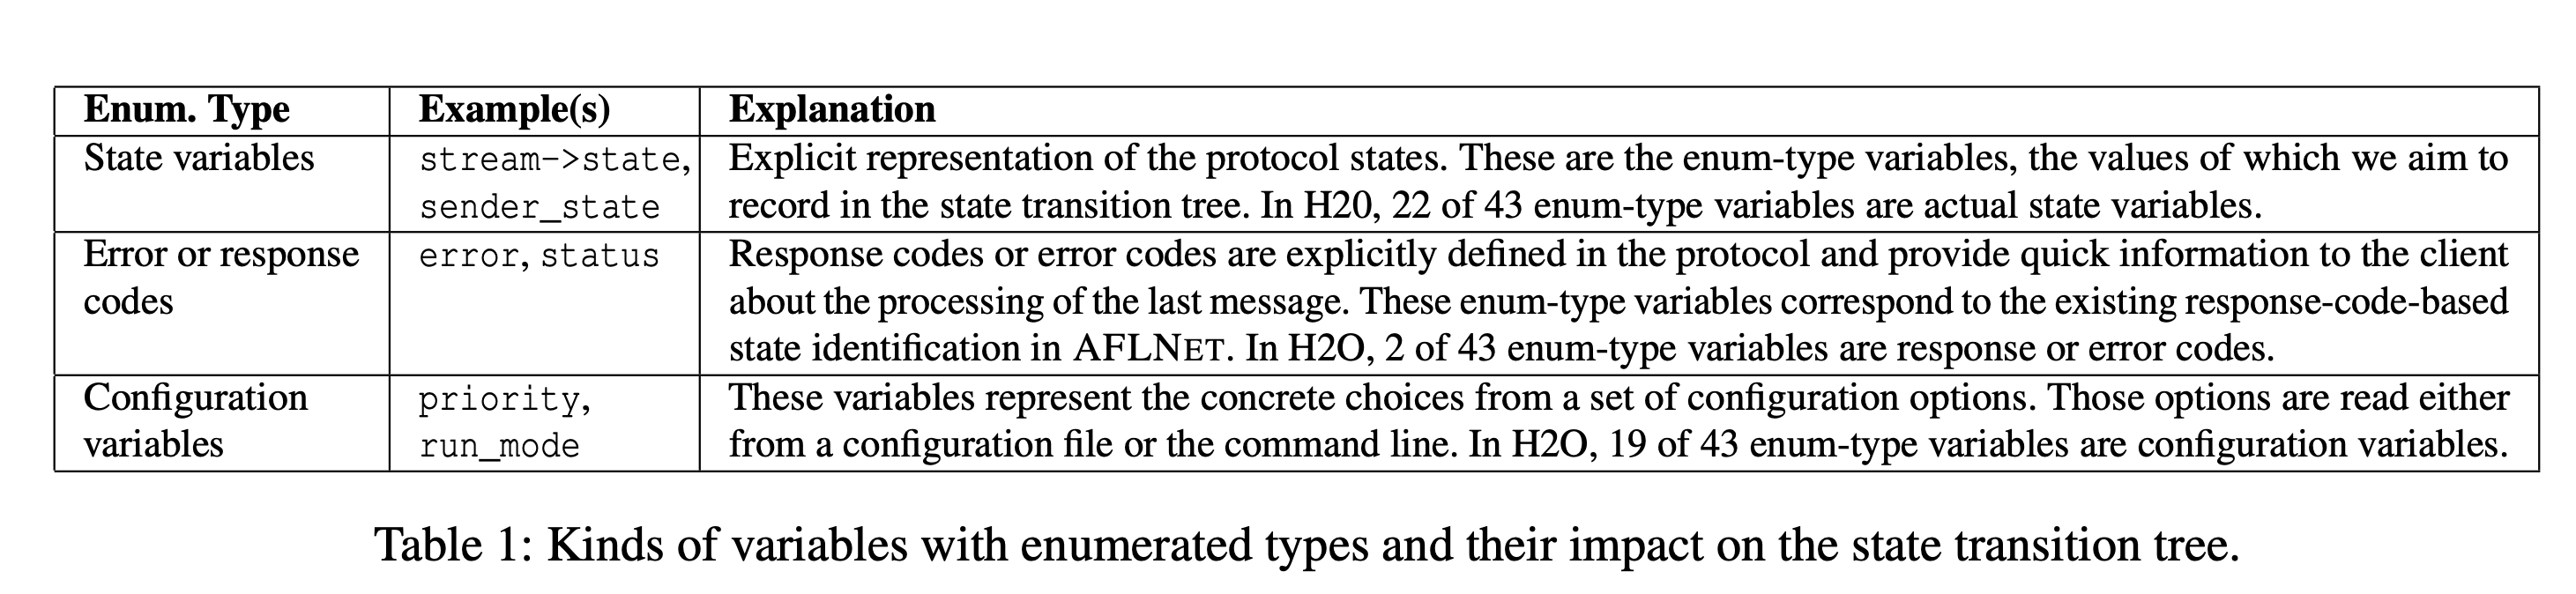 Enum. Type Example(s) Explanation
State variables stream->state, Explicit representation of the protocol states. These are the enum-type variables, the values of which we aim to
sender_state record in the state transition tree. In H20, 22 of 43 enum-type variables are actual state variables.
Error or response error, status Response codes or error codes are explicitly defined in the protocol and provide quick information to the client
codes about the processing of the last message. These enum-type variables correspond to the existing response-code-based
state identification in AFLNET. In H2O, 2 of 43 enum-type variables are response or error codes.
Configuration priority, These variables represent the concrete choices from a set of configuration options. Those options are read either
variables run_mode from a configuration file or the command line. In H2O, 19 of 43 enum-type variables are configuration variables.
Table 1: Kinds of variables with enumerated types and their impact on the state transition tree.